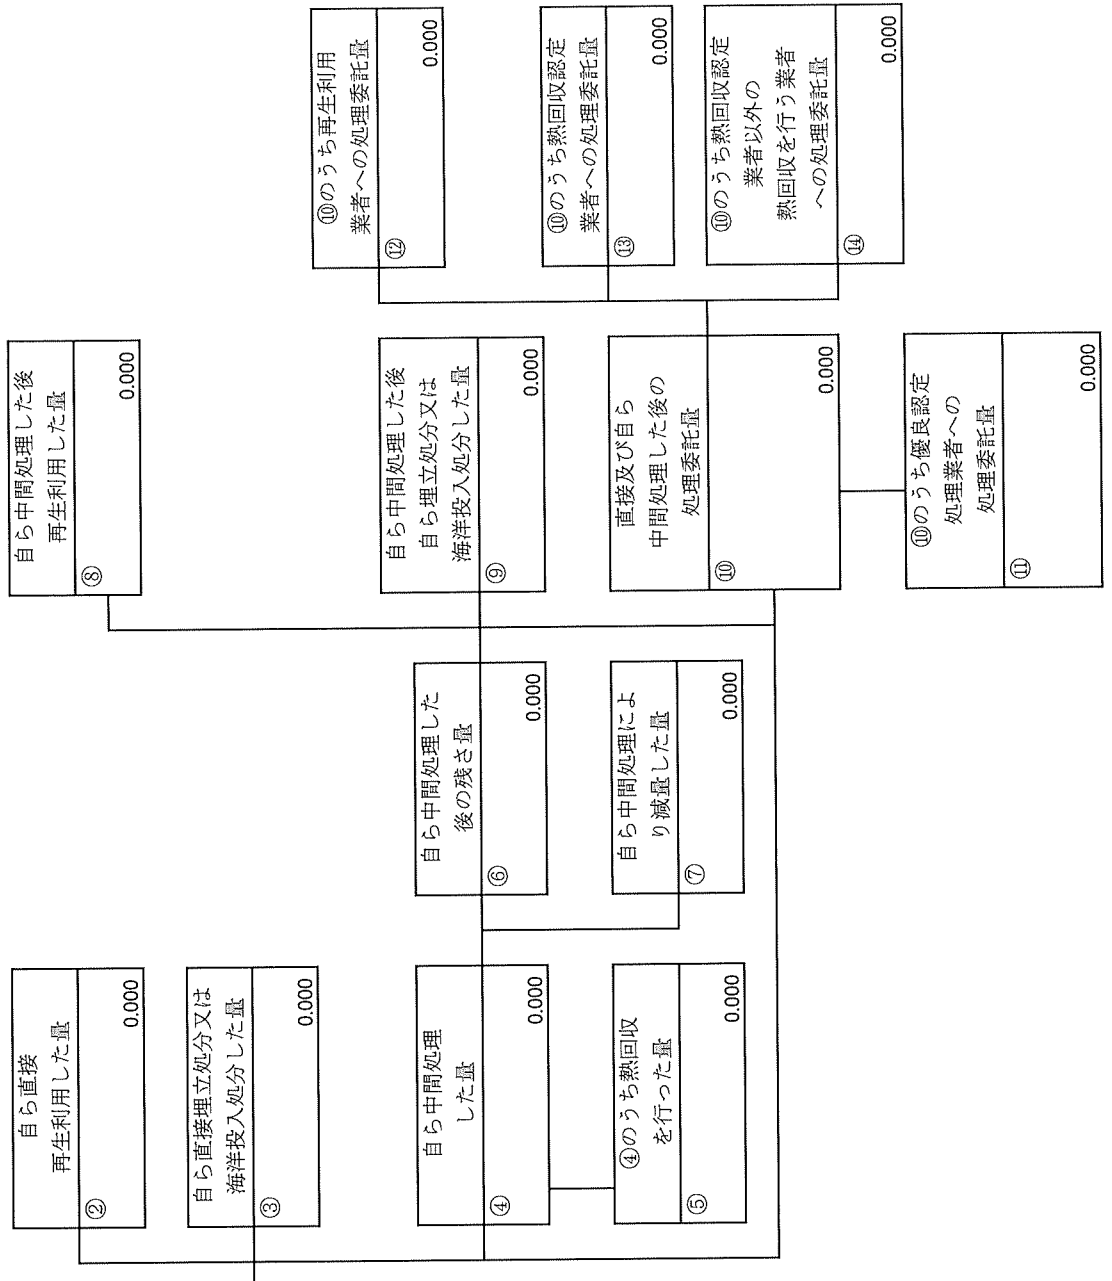 自ら直接
再生利用した量
②
0.000
自ら直接埋立処分又は
海洋投入処分した量
③
0.000
自ら中間処理
した量
④
0.000
④のうち熱回収
を行った量
⑤
0.000
自ら中間処理した
後の残さ量
⑥
0.000
自ら中間処理によ
り減量した量
⑦
0.000
自ら中間処理した後
再生利用した量
⑧
0.000
自ら中間処理した後
自ら埋立処分又は
海洋投入処分した量
⑨
0.000
直接及び自ら
中間処理した後の
処理委託量
⑩
0.000
⑩のうち優良認定
処理業者への
処理委託量
⑪
0.000
⑩のうち再生利用
業者への処理委託量
⑫
0.000
⑩のうち熱回収認定
業者への処理委託量
⑬
0.000
⑩のうち熱回収認定
業者以外の
熱回収を行う業者
への処理委託量
⑭
0.000